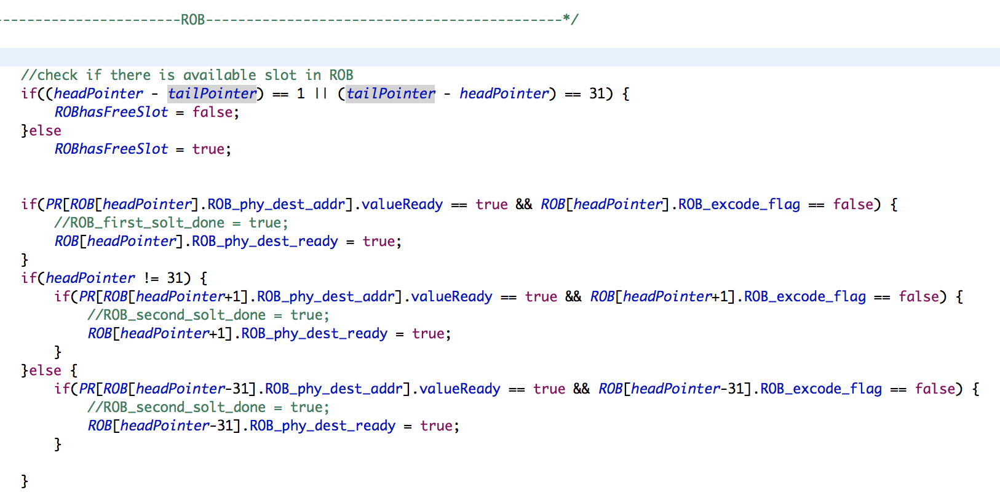 -----------------------ROB--------------------------------------------*/
//check if there is available slot in ROB
if((headPointer - tailPointer) == 1 || (tailPointer - headPointer) == 31) {
    ROBhasFreeSlot = false;
}else
    ROBhasFreeSlot = true;
if(PR[ROB[headPointer].ROB_phy_dest_addr].valueReady == true && ROB[headPointer].ROB_excode_flag == false) {
    //ROB_first_solt_done = true;
    ROB[headPointer].ROB_phy_dest_ready = true;
}
if(headPointer != 31) {
    if(PR[ROB[headPointer+1].ROB_phy_dest_addr].valueReady == true && ROB[headPointer+1].ROB_excode_flag == false) {
        //ROB_second_solt_done = true;
        ROB[headPointer+1].ROB_phy_dest_ready = true;
    }
}else {
    if(PR[ROB[headPointer-31].ROB_phy_dest_addr].valueReady == true && ROB[headPointer-31].ROB_excode_flag == false) {
        //ROB_second_solt_done = true;
        ROB[headPointer-31].ROB_phy_dest_ready = true;
    }
}